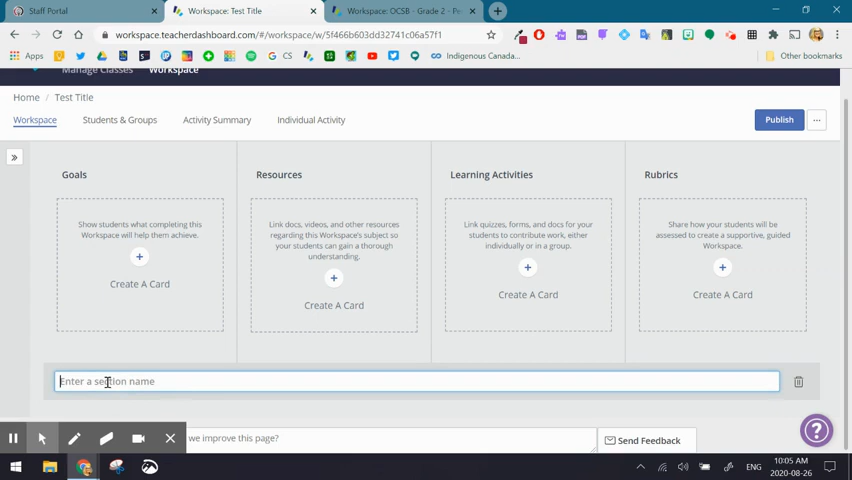 Staff Portal
Workspace: Test Title
Workspace: OCSB - Grade 2 - P
workspace.teacherdashboard.com/#/workspace/w/5f466b603dd32741c06a57f1
Apps
CS
Indigenous Canada...
Other bookmarks
Manage Classes
Workspace
Home / Test Title
Workspace
Students & Groups
Activity Summary
Individual Activity
Publish
Goals
Resources
Learning Activities
Rubrics
Show students what completing this
Workspace will help them achieve.
Create A Card
Link docs, videos, and other resources
regarding this Workspace's subject so
your students can gain a thorough
understanding.
Create A Card
Link quizzes, forms, and docs for your
students to contribute work, either
individually or in a group.
Create A Card
Share how your students will be
assessed to create a supportive, guided
Workspace.
Create A Card
Enter a section name
we improve this page?
Send Feedback
ENG
10:05 AM
2020-08-26